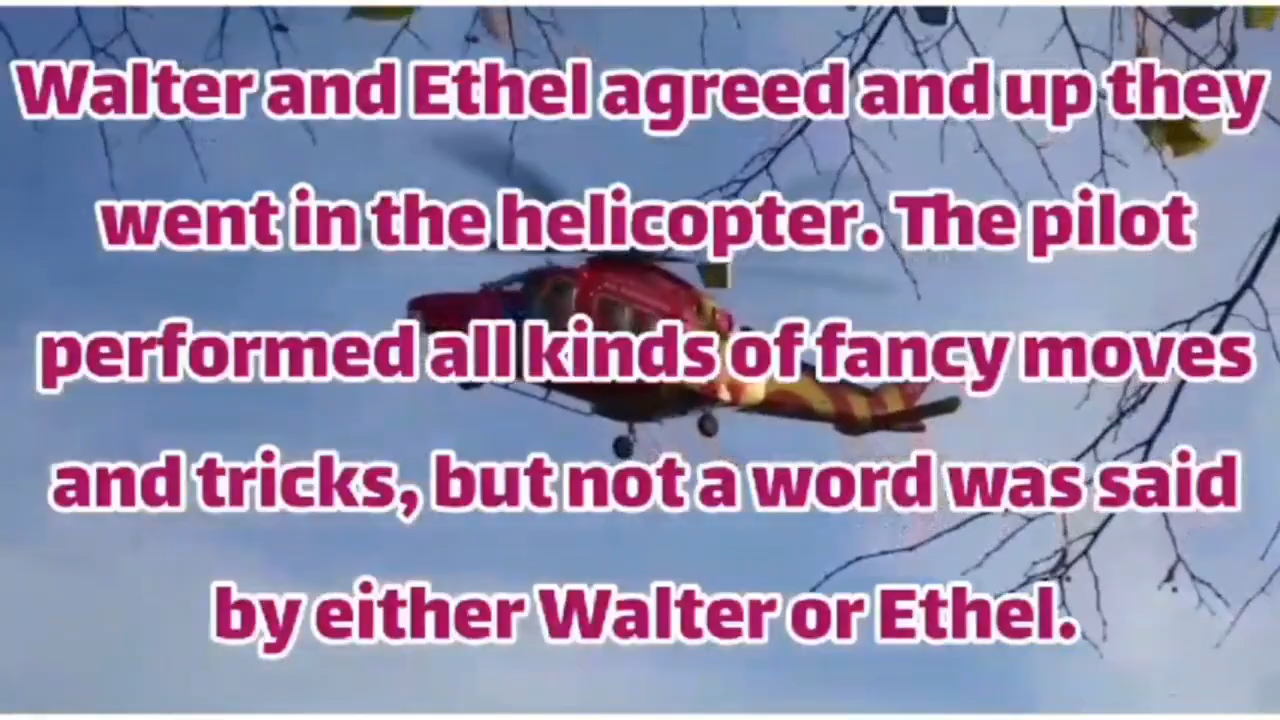 Walter and Ethel agreed and up they
went in the helicopter. The pilot
performed all kinds of fancy moves
and tricks, but not a word was said
by either Walter or Ethel.